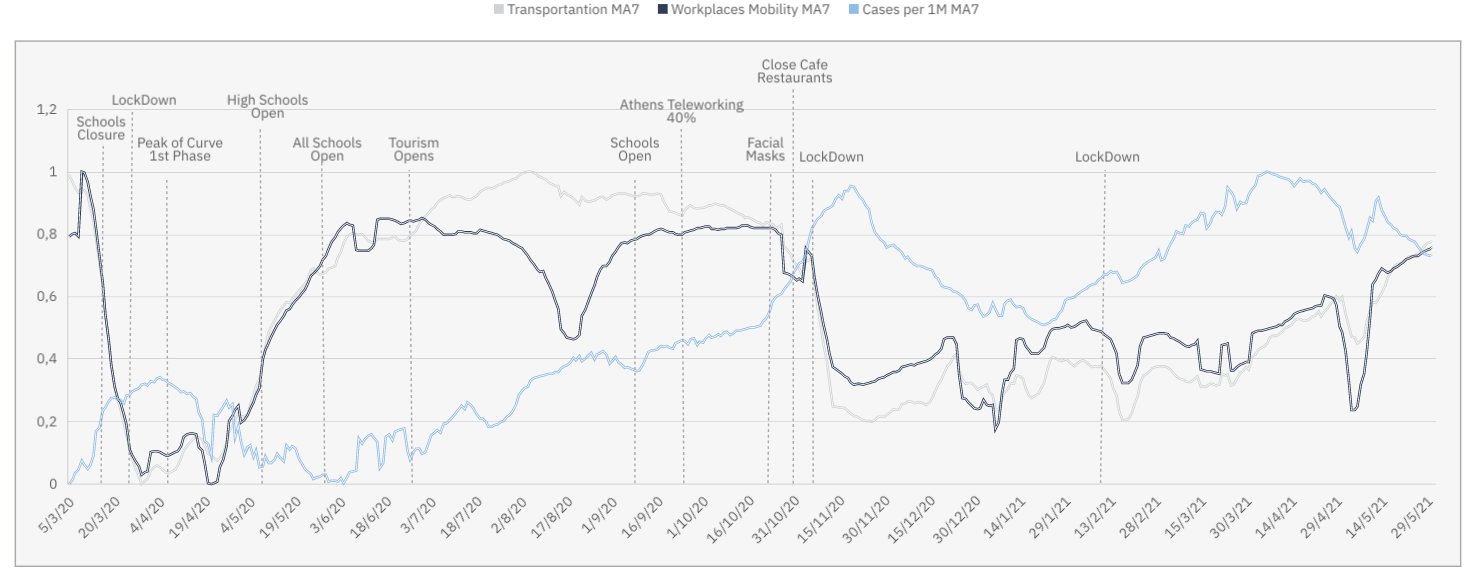 Transportantion MA7 Workplaces Mobility MA7 Cases per 1M MA7
Close Cafe
Restaurants
LockDown
High Schools
Open
Athens Teleworking
40%
Schools
Closure
Peak of Curve
1st Phase
All Schools
Open
Tourism
Opens
Schools
Open
Facial
Masks
LockDown
LockDown
1,2
1
0,8
0,6
0,4
0,2
0
5/3/20
20/3/20
4/4/20
19/4/20
4/5/20
19/5/20
3/6/20
18/6/20
3/7/20
18/7/20
2/8/20
17/8/20
1/9/20
16/9/20
1/10/20
16/10/20
31/10/20
15/11/20
30/11/20
15/12/20
30/12/20
14/1/21
29/1/21
13/2/21
28/2/21
15/3/21
30/3/21
14/4/21
29/4/21
14/5/21
29/5/21